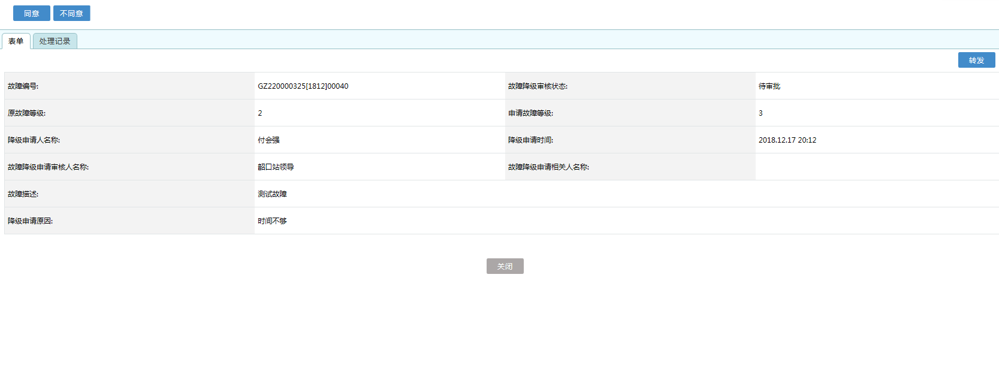 同意 不同意
表单 处理记录
转发
故障编号: GZ220000325[1812]00040 故障降级审核状态: 待审批
原故障等级: 2 申请故障等级: 3
降级申请人名称: 付会强 降级申请时间: 2018.12.17 20:12
故障降级申请审核人名称: 韶口站领导 故障降级申请相关人名称:
故障描述: 测试故障
降级申请原因: 时间不够
关闭